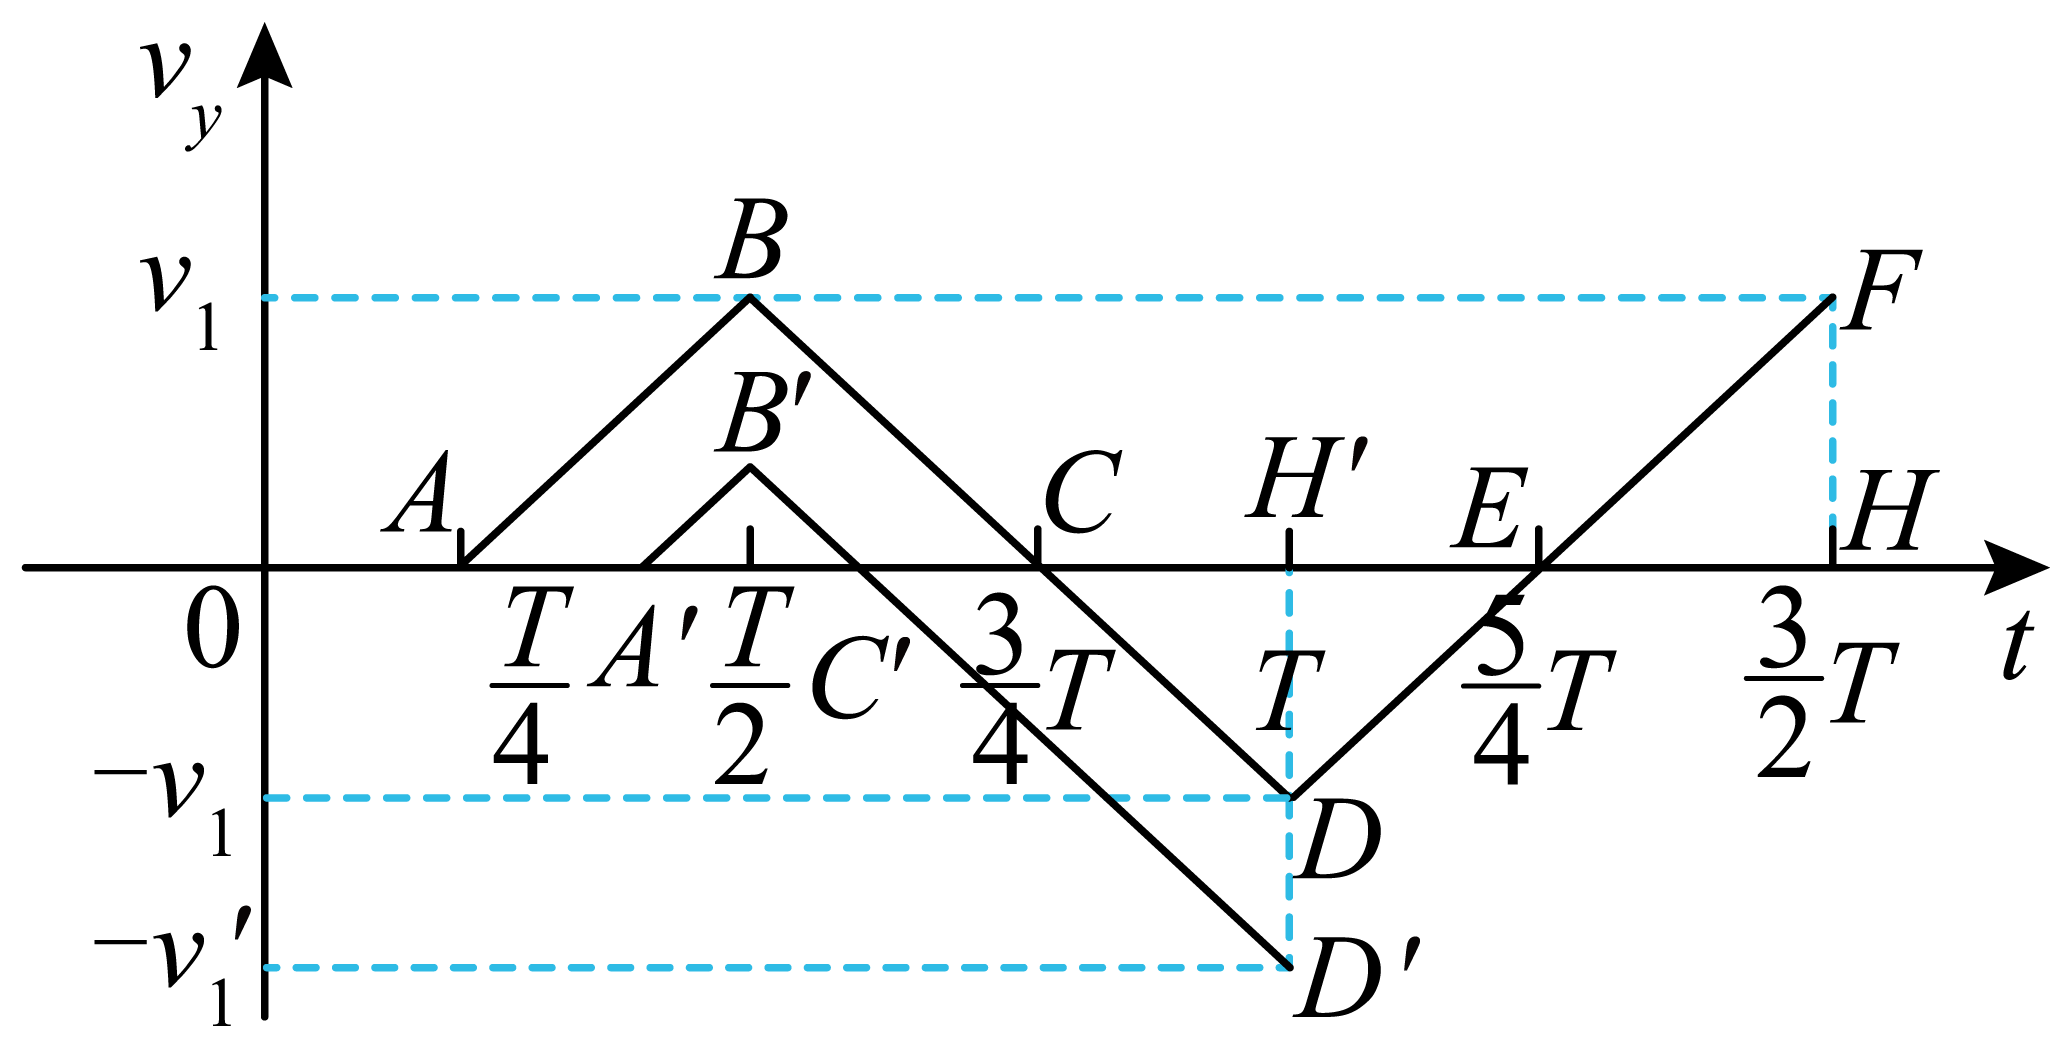 v_y
B
v_1
F
B′
A
C
H′
E
H
0
T/4
A′
T/2
C′
3/4 T
T
5/4 T
3/2 T
t
−v_1
D
−v_1′
D′